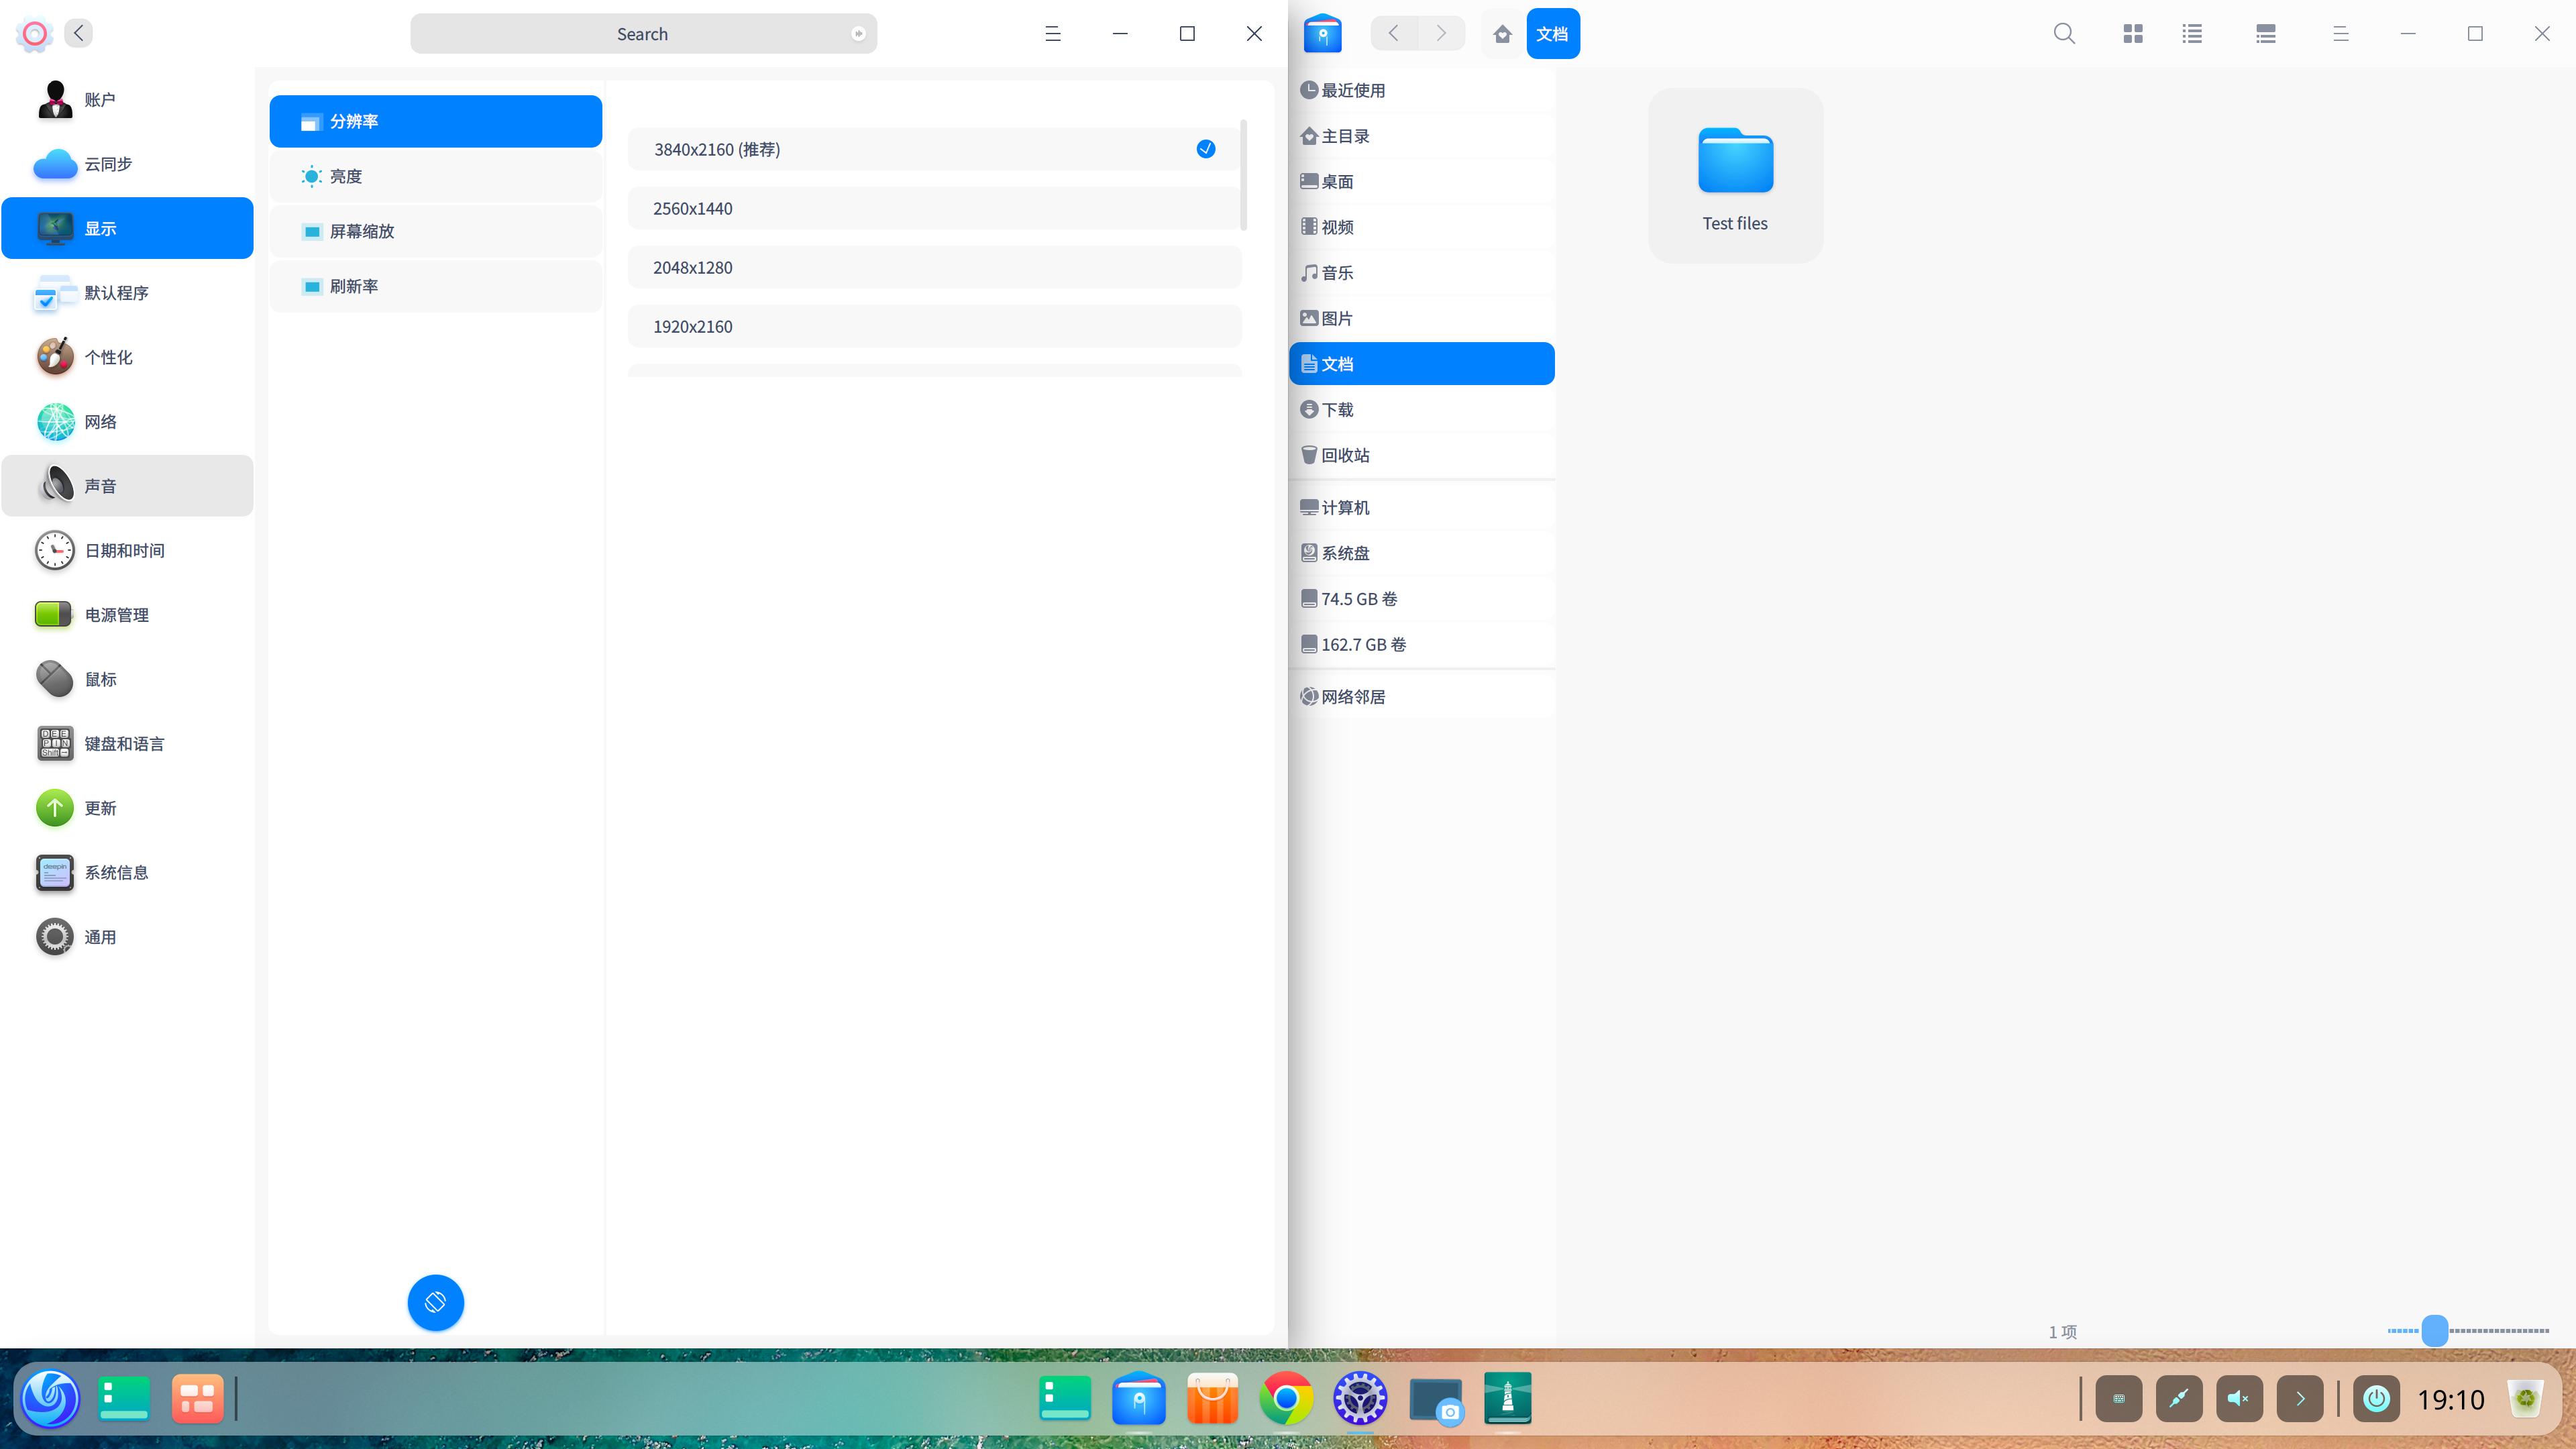 Search
账户
云同步
显示
默认程序
个性化
网络
声音
日期和时间
电源管理
鼠标
键盘和语言
更新
系统信息
通用
分辨率
亮度
屏幕缩放
刷新率
3840x2160 (推荐)
2560x1440
2048x1280
1920x2160
文档
最近使用
主目录
桌面
视频
音乐
图片
文档
下载
回收站
计算机
系统盘
74.5 GB 卷
162.7 GB 卷
网络邻居
Test files
1 项
19:10